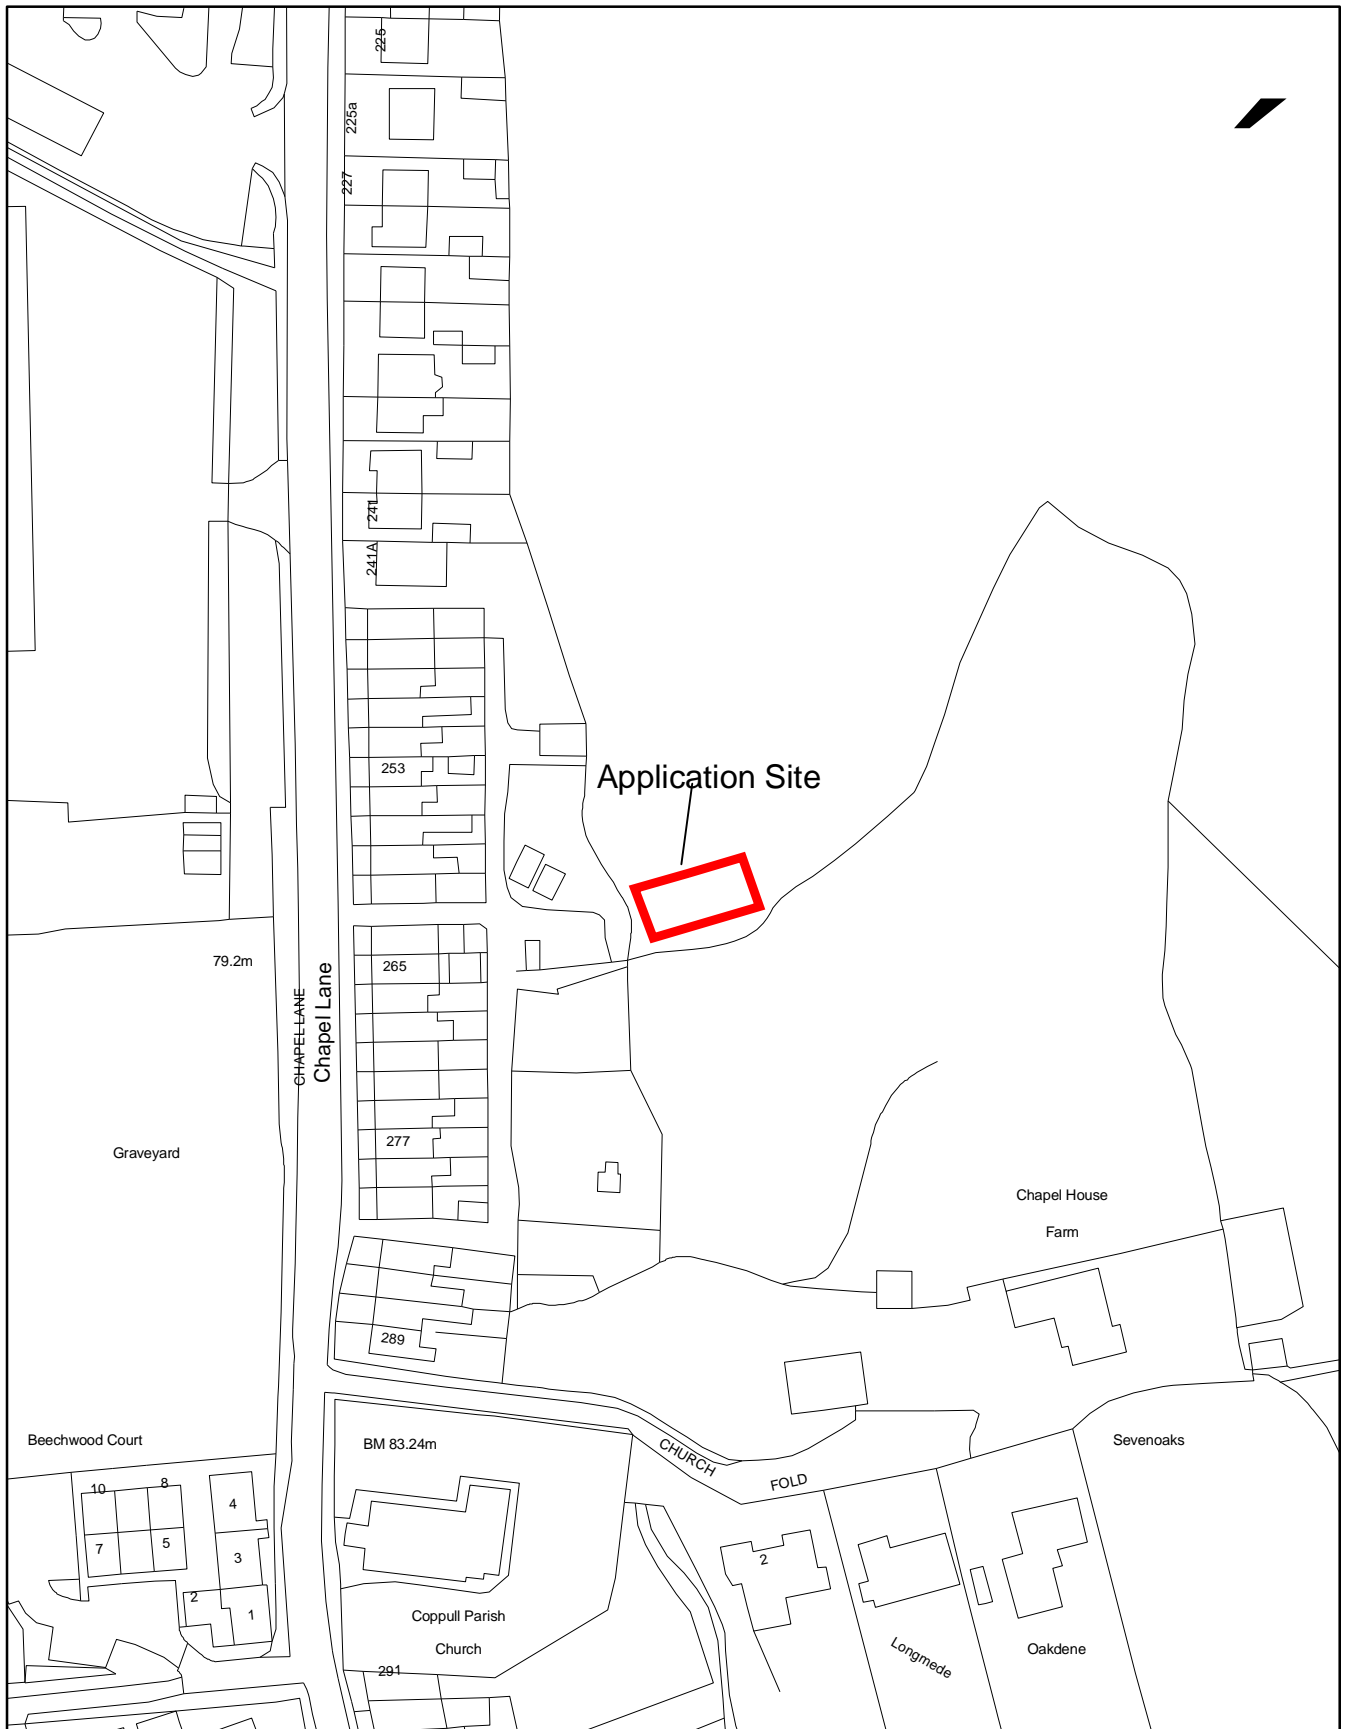 225
225a
227
241
241A
Application Site
253
265
79.2m
CHAPEL LANE
Chapel Lane
277
Graveyard
Chapel House
Farm
289
Beechwood Court
BM 83.24m
CHURCH
FOLD
Sevenoaks
10
8
4
7
5
3
2
2
1
Coppull Parish
Church
Longmede
Oakdene
291